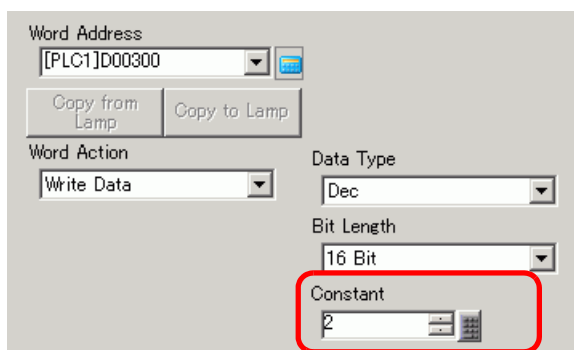 Word Address
[PLC1]D00300
Copy from Lamp
Copy to Lamp
Word Action
Data Type
Write Data
Dec
Bit Length
16 Bit
Constant
2